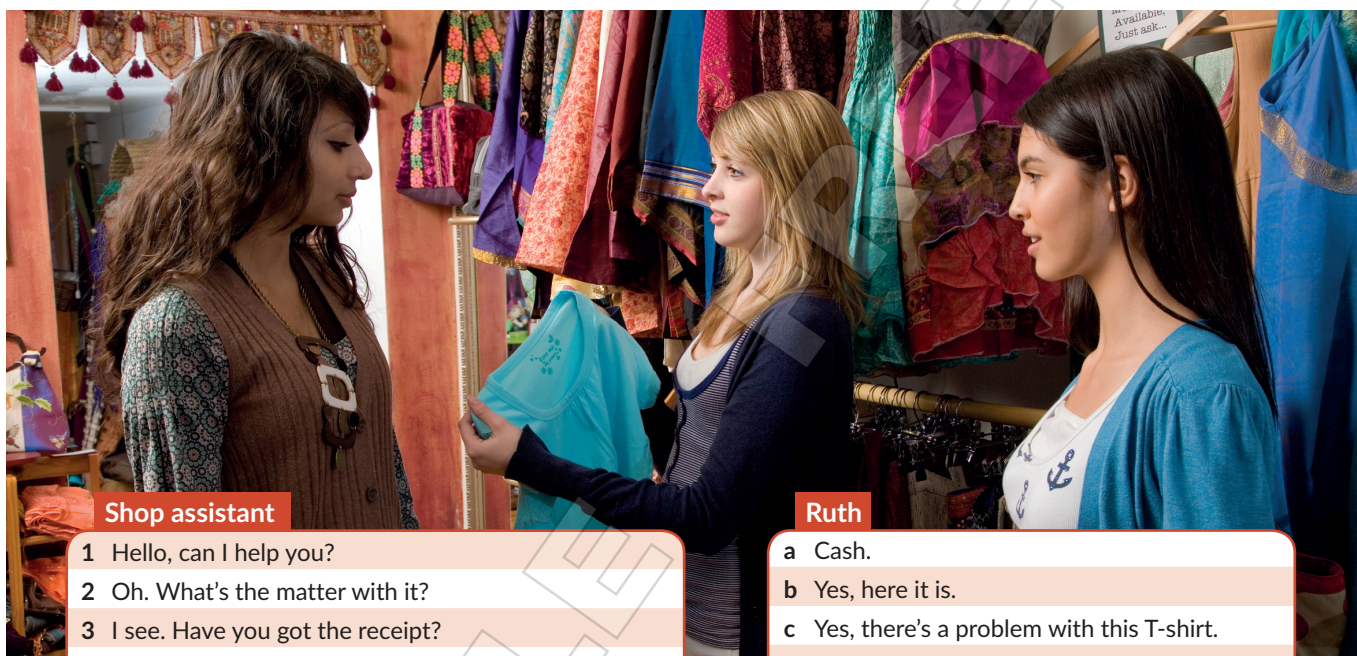 Available,
Just ask...
Shop assistant
1 Hello, can I help you?
2 Oh. What's the matter with it?
3 I see. Have you got the receipt?
Ruth
a Cash.
b Yes, here it is.
c Yes, there's a problem with this T-shirt.